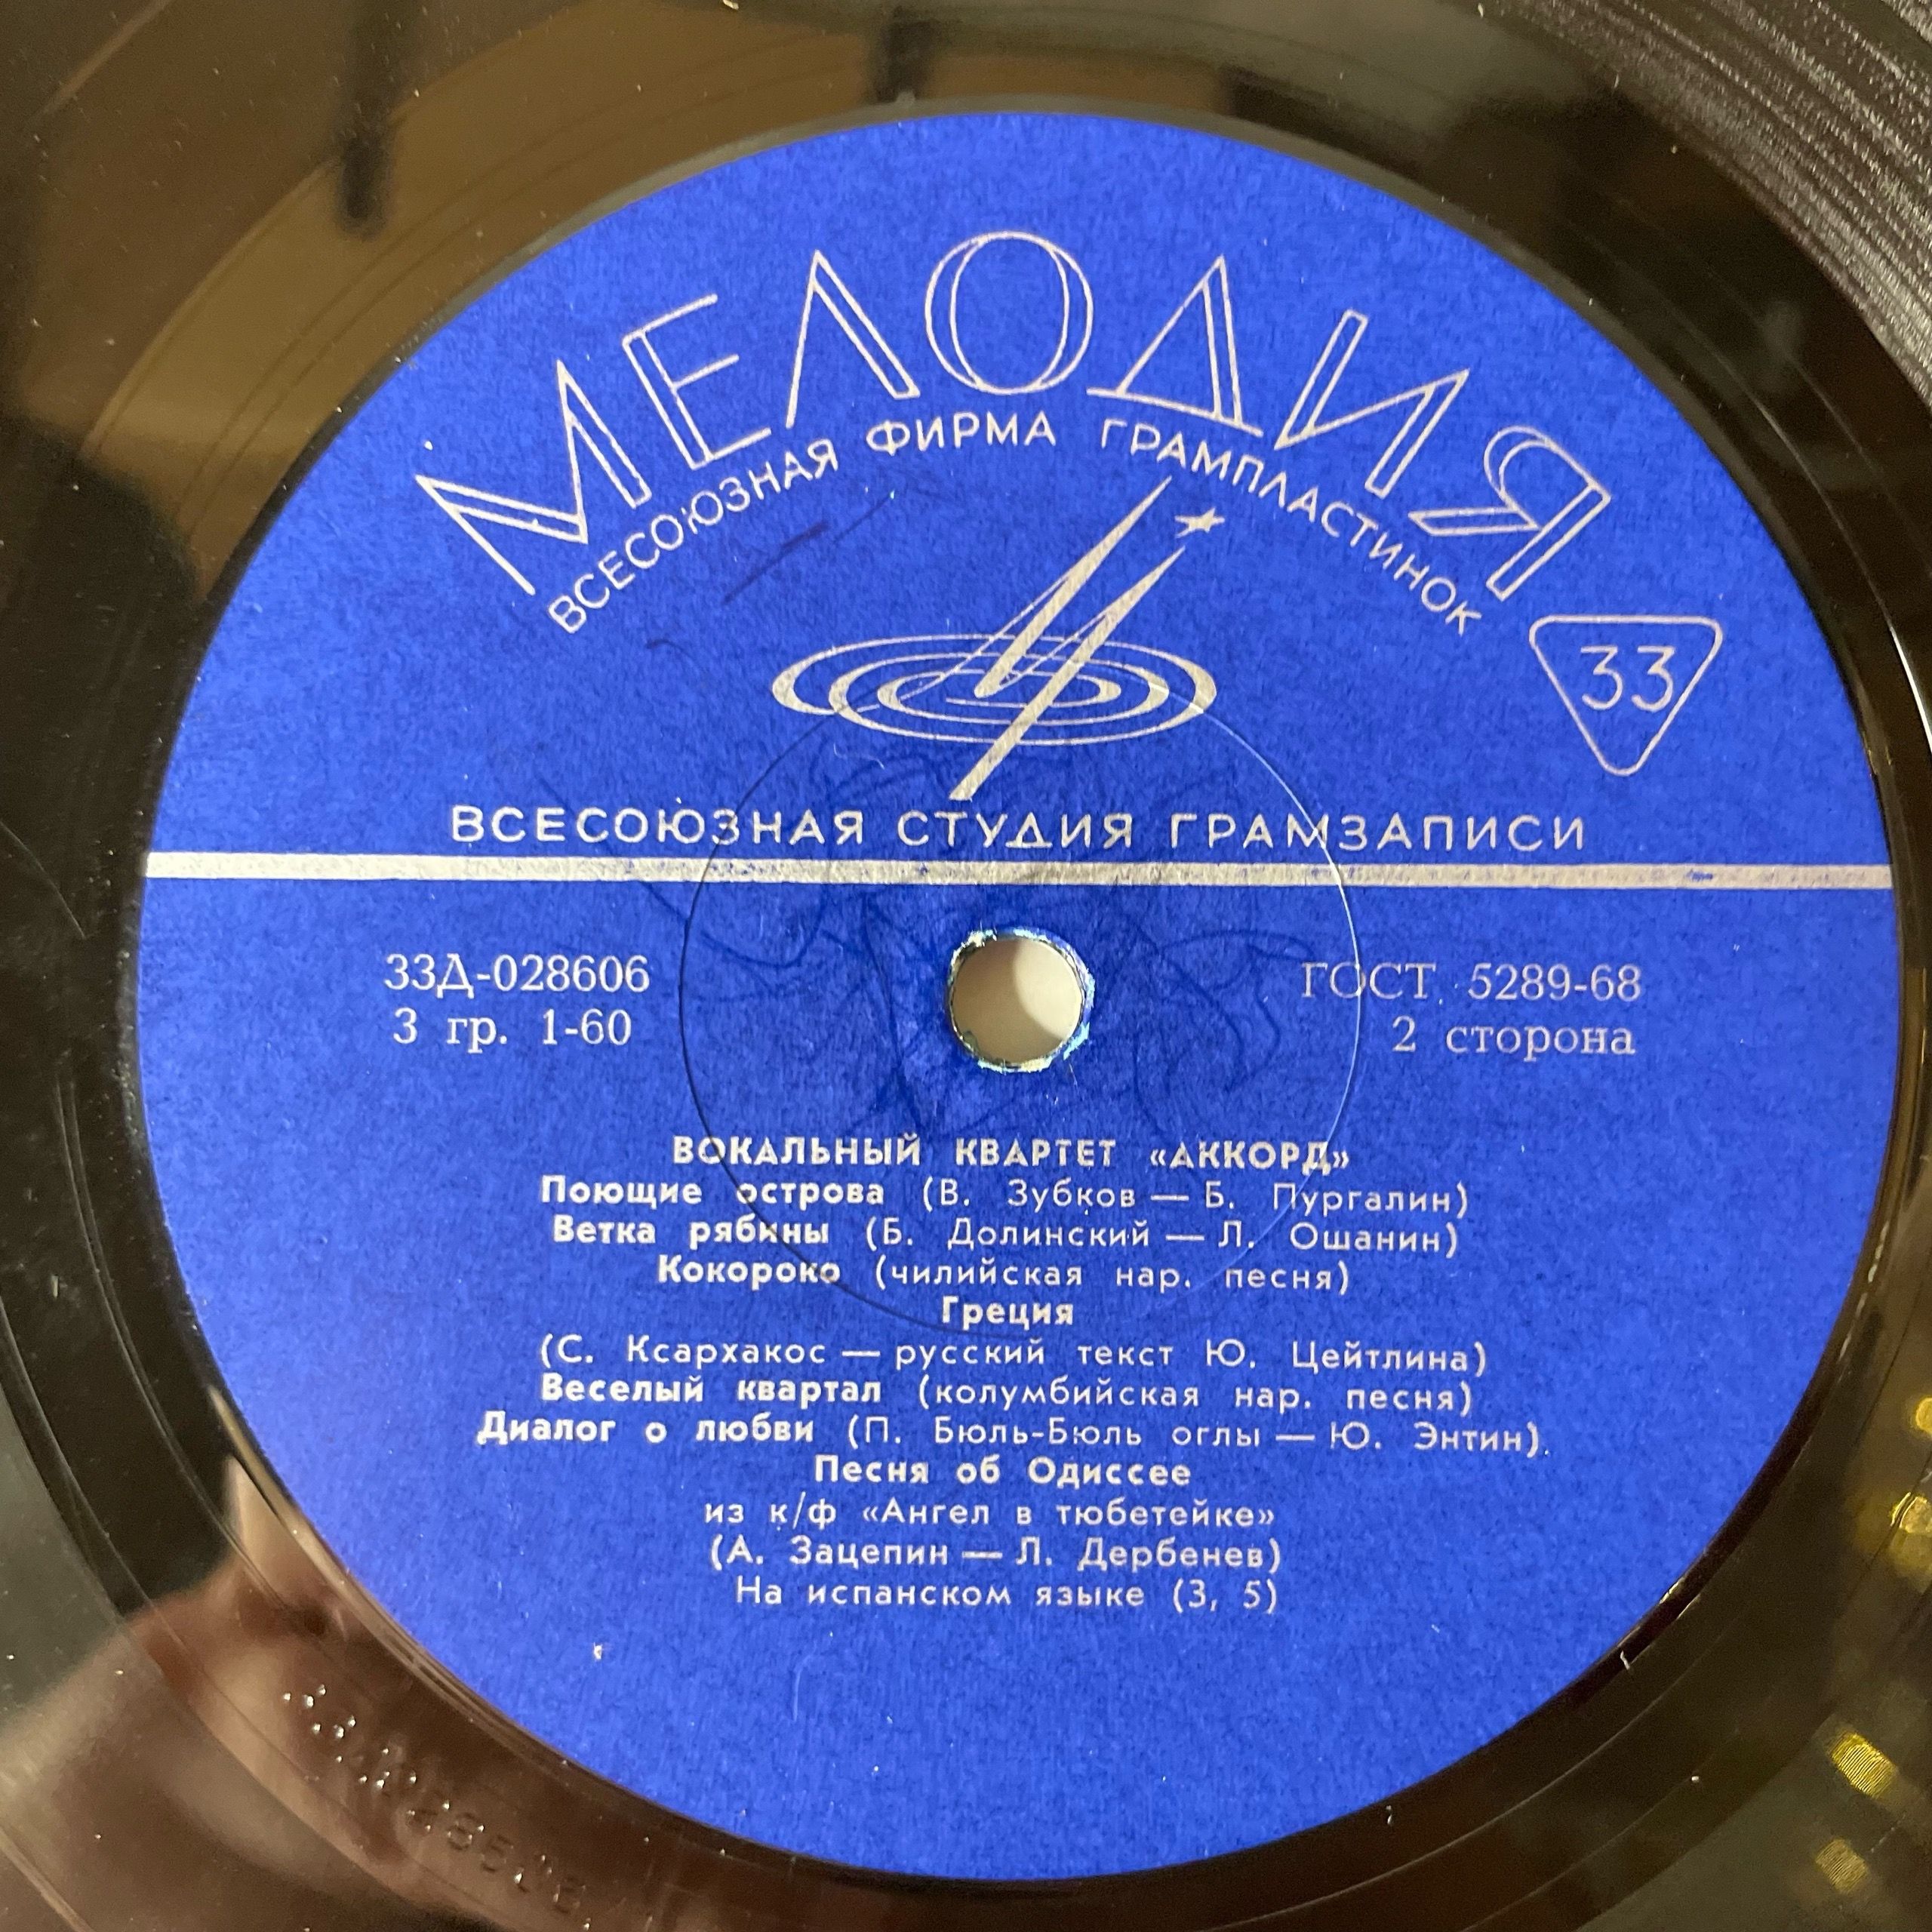 МЕЛОДИЯ
ВСЕСОЮЗНАЯ ФИРМА ГРАМПЛАСТИНОК
33
ВСЕСОЮЗНАЯ СТУДИЯ ГРАМЗАПИСИ
33Д-028606 ГОСТ 5289-68
3 гр. 1-60 2 сторона
ВОКАЛЬНЫЙ КВАРТЕТ «АККОРД»
Поющие острова (В. Зубков — Б. Пургалин)
Ветка рябины (Б. Долинский — Л. Ошанин)
Кокороко (чилийская нар. песня)
Греция
(С. Ксархакос — русский текст Ю. Цейтлина)
Веселый квартал (колумбийская нар. песня)
Диалог о любви (П. Бюль-Бюль оглы — Ю. Энтин).
Песня об Одиссее
из к/ф «Ангел в тюбетейке»
(А. Зацепин — Л. Дербенев)
На испанском языке (3, 5)